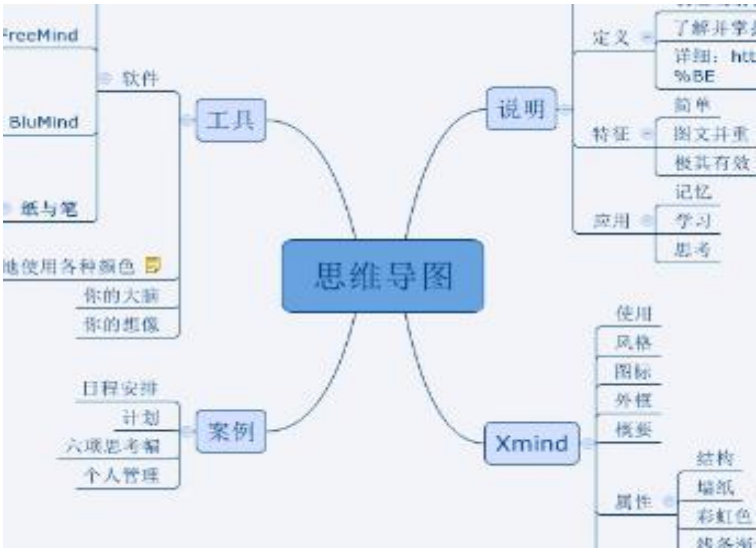 FreeMind
软件
BluMind
纸与笔
工具
地使用各种颜色
你的大脑
你的想像
日程安排
计划
六项思考帽
个人管理
案例
思维导图
说明
定义
了解并掌
详细：htt
%BE
特征
简单
图文并重
极其有效
应用
记忆
学习
思考
Xmind
使用
风格
图标
外框
概要
属性
结构
墙纸
彩虹色
线条渐